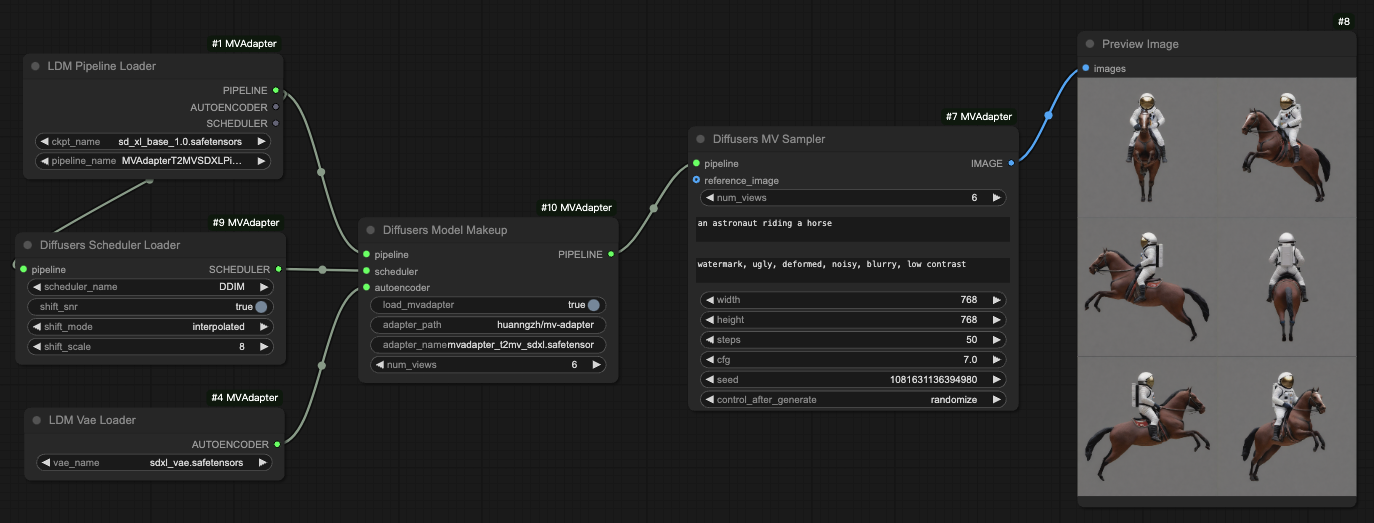 #1 MVAdapter
LDM Pipeline Loader
PIPELINE
AUTOENCODER
SCHEDULER
ckpt_name sd_xl_base_1.0.safetensors
pipeline_name MVAdapterT2MVSDXLPi...
#9 MVAdapter
Diffusers Scheduler Loader
pipeline SCHEDULER
scheduler_name DDIM
shift_snr true
shift_mode interpolated
shift_scale 8
#4 MVAdapter
LDM Vae Loader
AUTOENCODER
vae_name sdxl_vae.safetensors
#10 MVAdapter
Diffusers Model Makeup
pipeline PIPELINE
scheduler
autoencoder
load_mvadapter true
adapter_path huanngzh/mv-adapter
adapter_name mvadapter_t2mv_sdxl.safetensor
num_views 6
#7 MVAdapter
Diffusers MV Sampler
pipeline IMAGE
reference_image
num_views 6
an astronaut riding a horse
watermark, ugly, deformed, noisy, blurry, low contrast
width 768
height 768
steps 50
cfg 7.0
seed 1081631136394980
control_after_generate randomize
#8
Preview Image
images